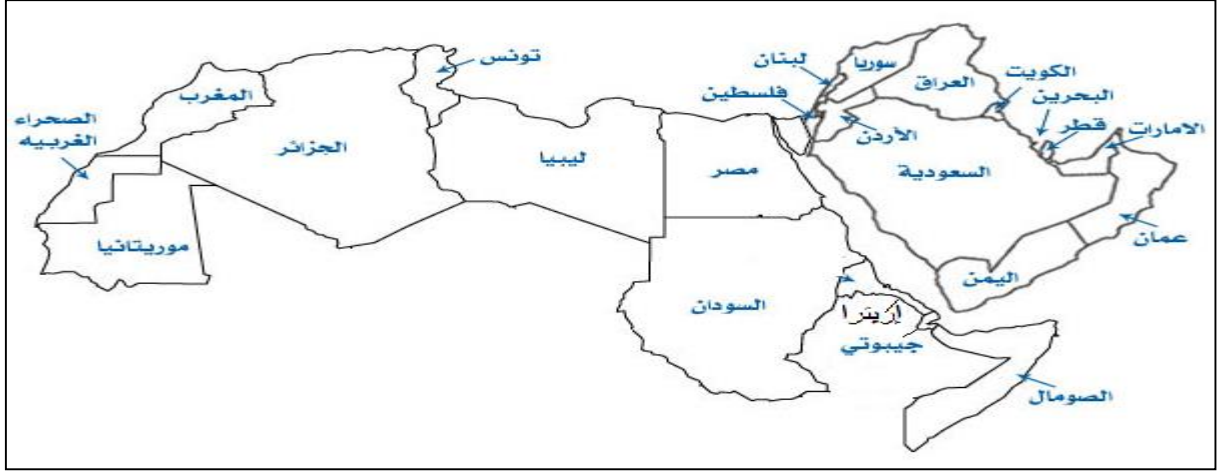 تونس
المغرب
الصحراء
الغربيه
الجزائر
ليبيا
موريتانيا
مصر
السودان
لبنان
سوريا
فلسطين
العراق
الكويت
البحرين
قطر
الامارات
الأردن
السعودية
عمان
اليمن
إريترا
جيبوتي
الصومال